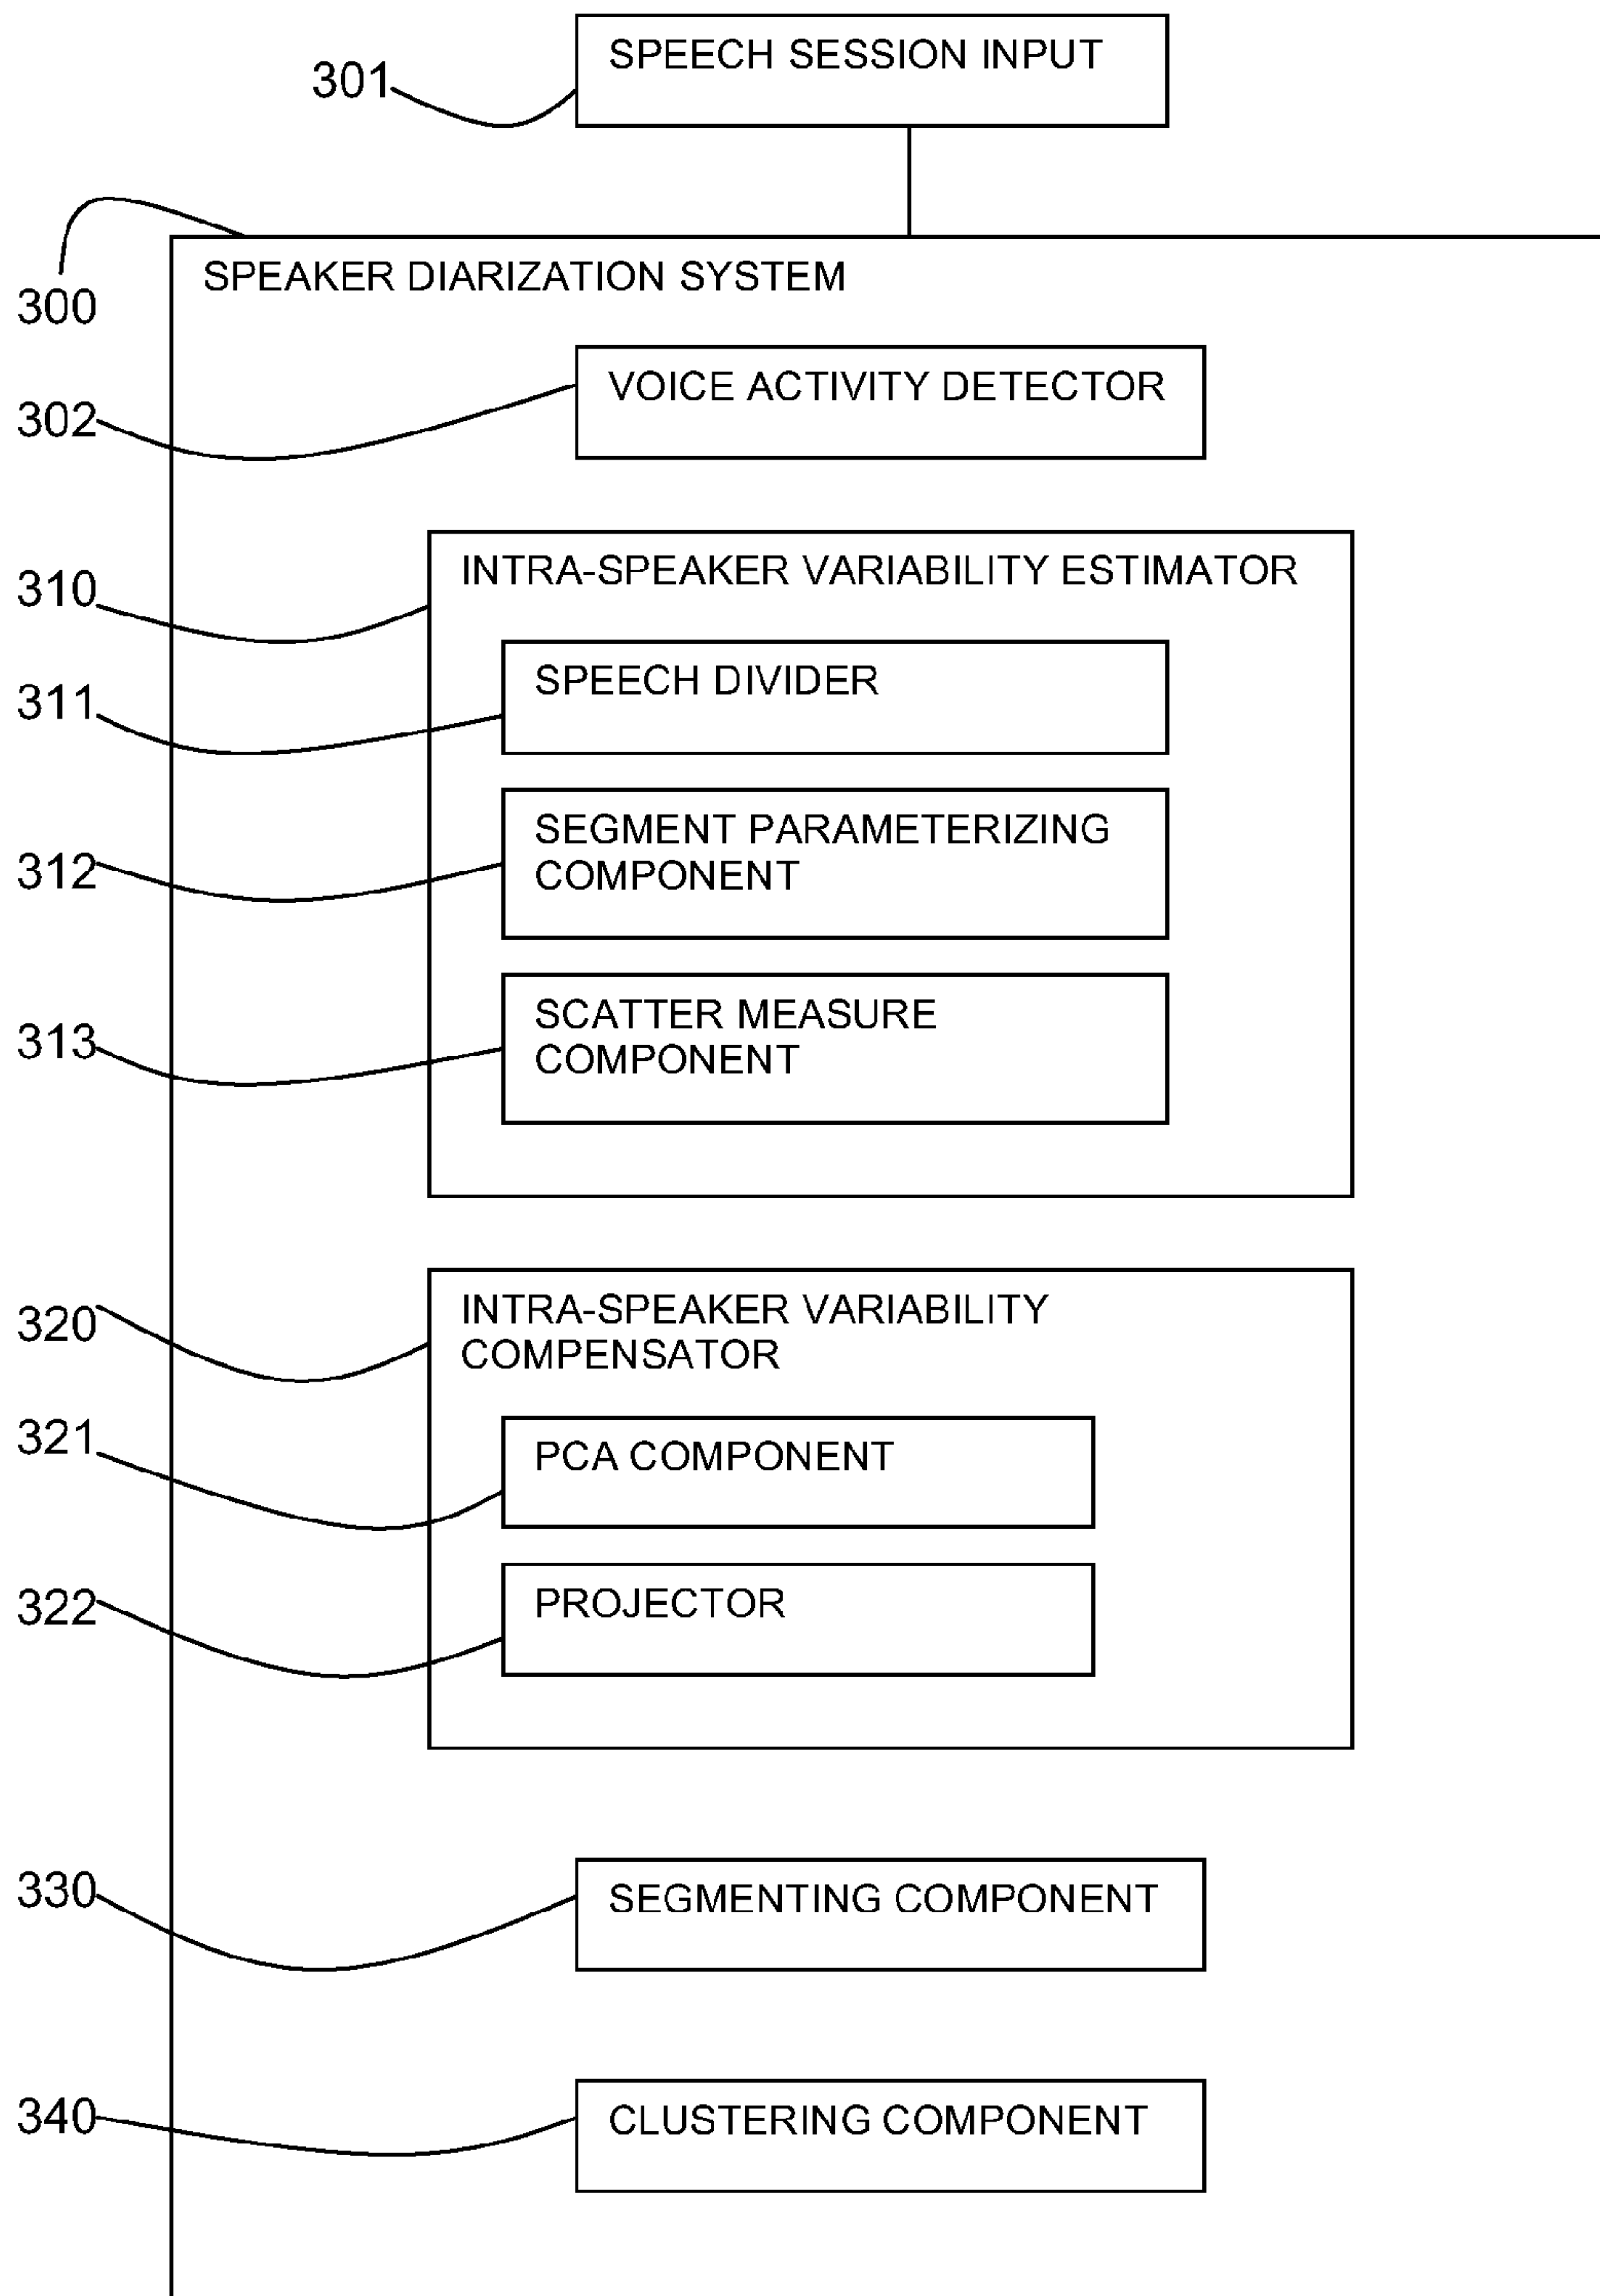 SPEECH SESSION INPUT
301
300
SPEAKER DIARIZATION SYSTEM
302
VOICE ACTIVITY DETECTOR
310
INTRA-SPEAKER VARIABILITY ESTIMATOR
311
SPEECH DIVIDER
312
SEGMENT PARAMETERIZING
COMPONENT
313
SCATTER MEASURE
COMPONENT
320
INTRA-SPEAKER VARIABILITY
COMPENSATOR
321
PCA COMPONENT
322
PROJECTOR
330
SEGMENTING COMPONENT
340
CLUSTERING COMPONENT